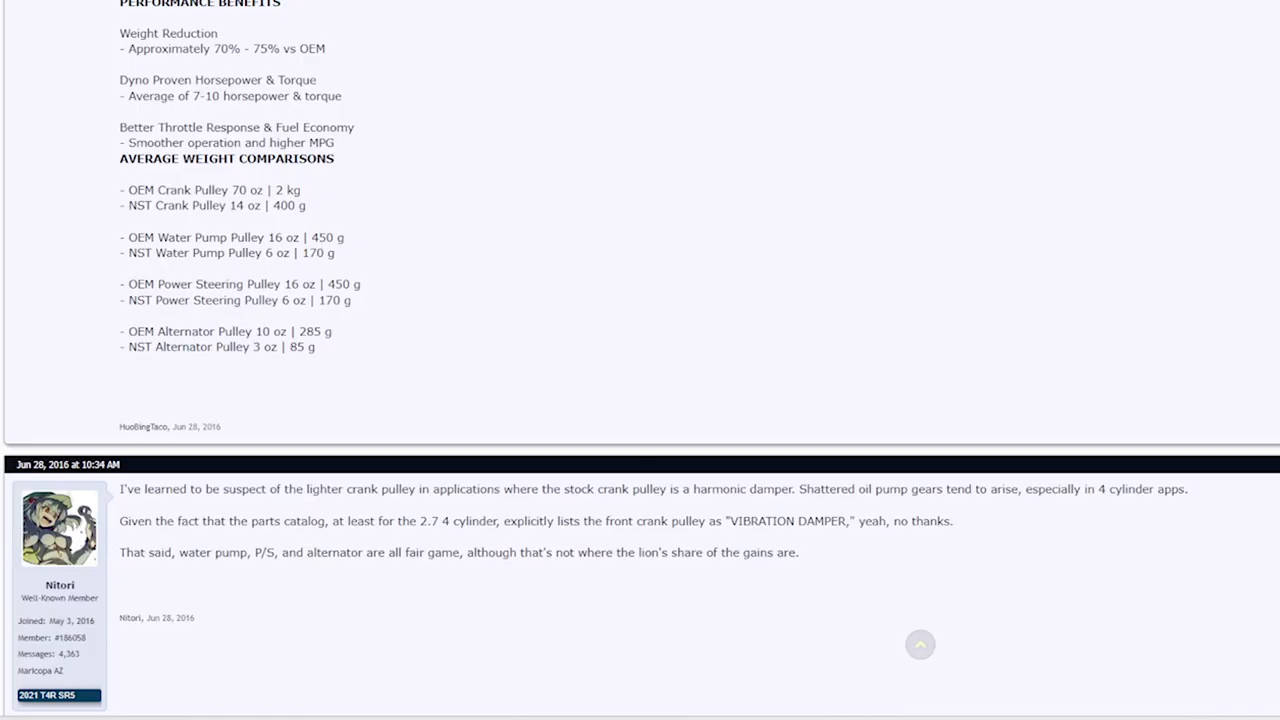 PERFORMANCE BENEFITS
Weight Reduction
- Approximately 70% - 75% vs OEM
Dyno Proven Horsepower & Torque
- Average of 7-10 horsepower & torque
Better Throttle Response & Fuel Economy
- Smoother operation and higher MPG
AVERAGE WEIGHT COMPARISONS
- OEM Crank Pulley 70 oz | 2 kg
- NST Crank Pulley 14 oz | 400 g
- OEM Water Pump Pulley 16 oz | 450 g
- NST Water Pump Pulley 6 oz | 170 g
- OEM Power Steering Pulley 16 oz | 450 g
- NST Power Steering Pulley 6 oz | 170 g
- OEM Alternator Pulley 10 oz | 285 g
- NST Alternator Pulley 3 oz | 85 g
HuoBingTaco, Jun 28, 2016
Jun 28, 2016 at 10:34 AM
I've learned to be suspect of the lighter crank pulley in applications where the stock crank pulley is a harmonic damper. Shattered oil pump gears tend to arise, especially in 4 cylinder apps.
Given the fact that the parts catalog, at least for the 2.7 4 cylinder, explicitly lists the front crank pulley as "VIBRATION DAMPER," yeah, no thanks.
That said, water pump, P/S, and alternator are all fair game, although that's not where the lion's share of the gains are.
Nitori
Well-Known Member
Joined: May 3, 2016
Member: #186058
Messages: 4,363
Maricopa AZ
2021 T4R SR5
Nitori, Jun 28, 2016